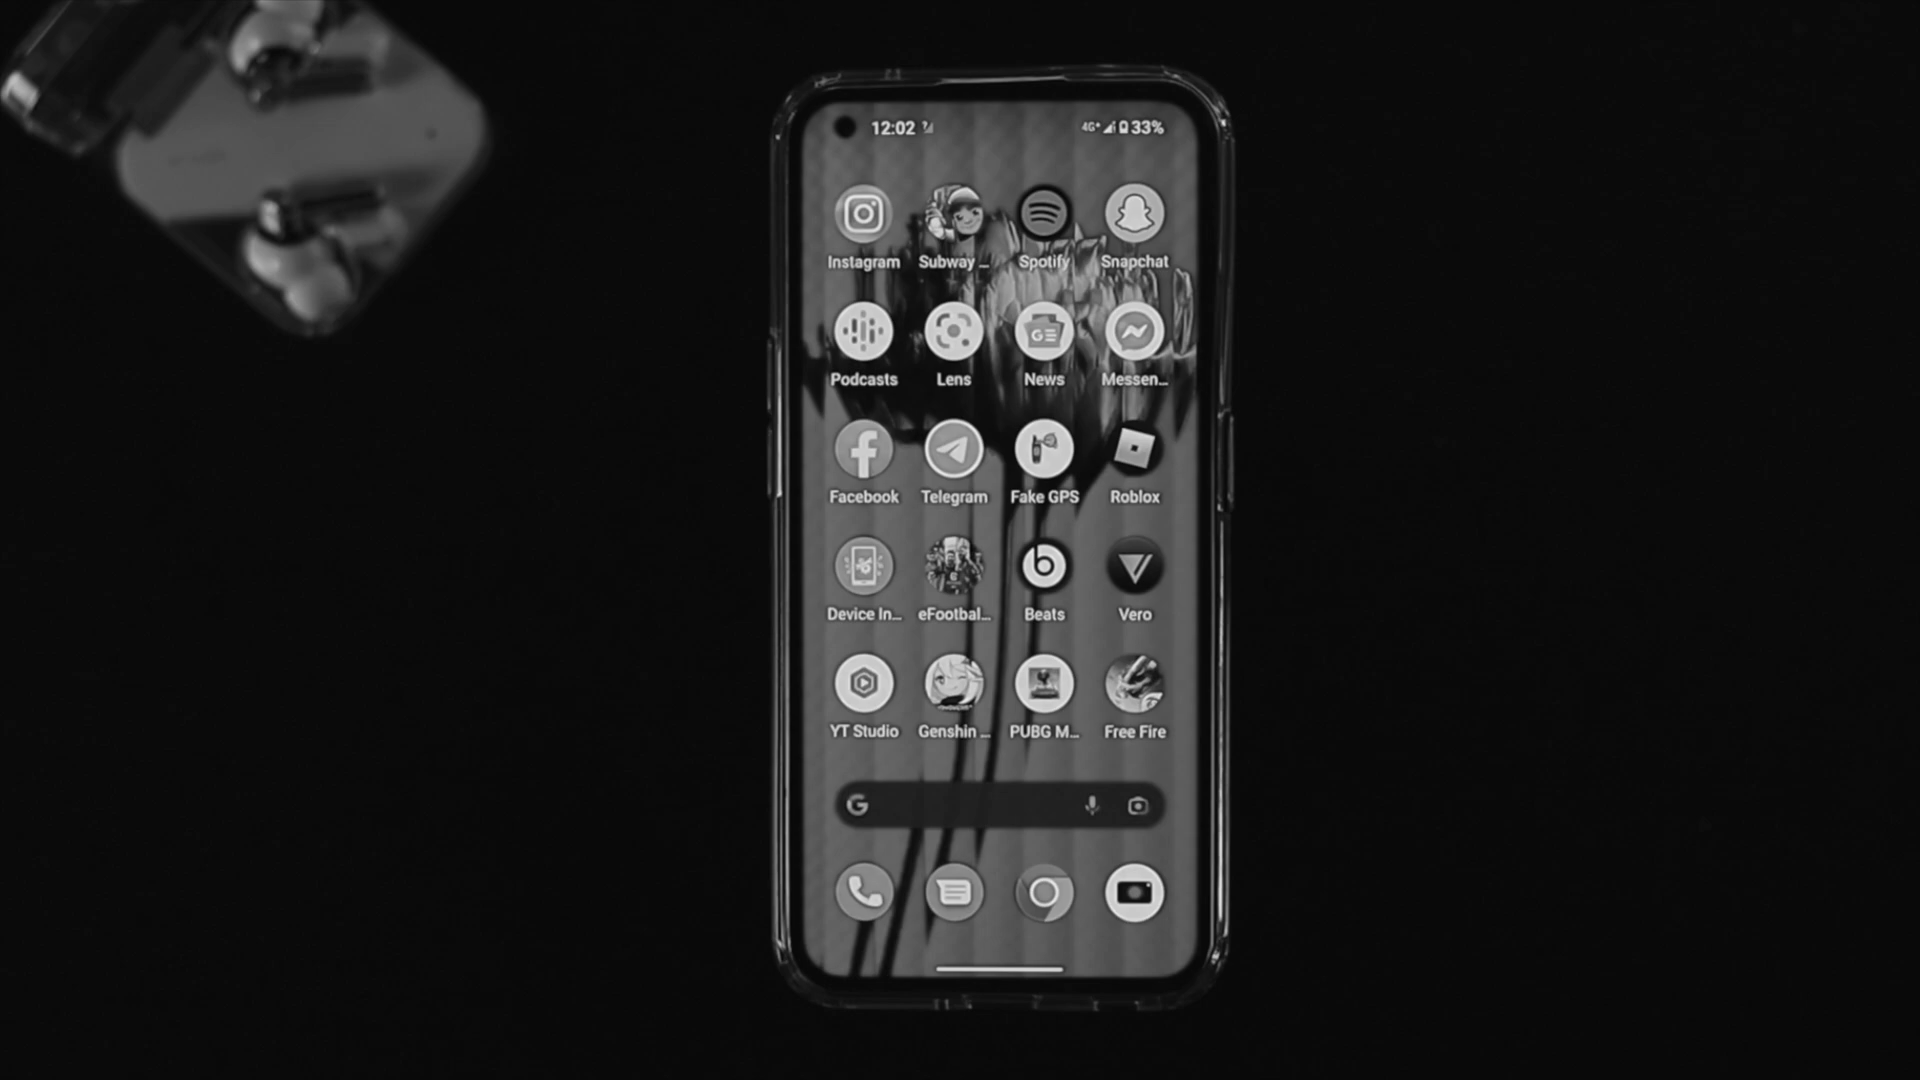 12:02 4G+ 33%
Instagram Subway ... Spotify Snapchat
Podcasts Lens News Messen...
Facebook Telegram Fake GPS Roblox
Device In... eFootbal... Beats Vero
YT Studio Genshin ... PUBG M... Free Fire